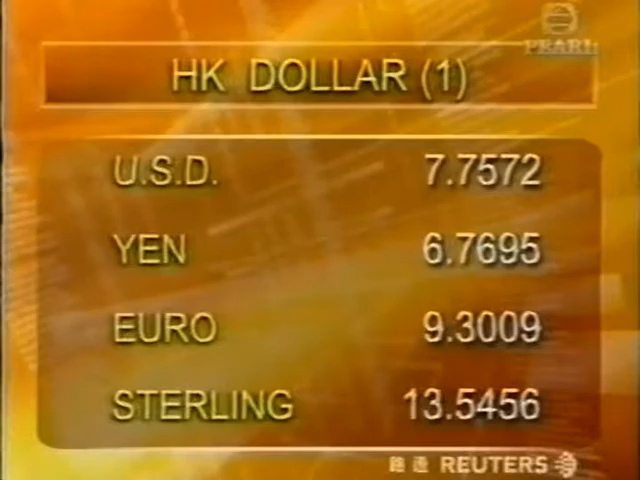 PEARL
HK DOLLAR (1)
U.S.D. 7.7572
YEN 6.7695
EURO 9.3009
STERLING 13.5456
路透 REUTERS